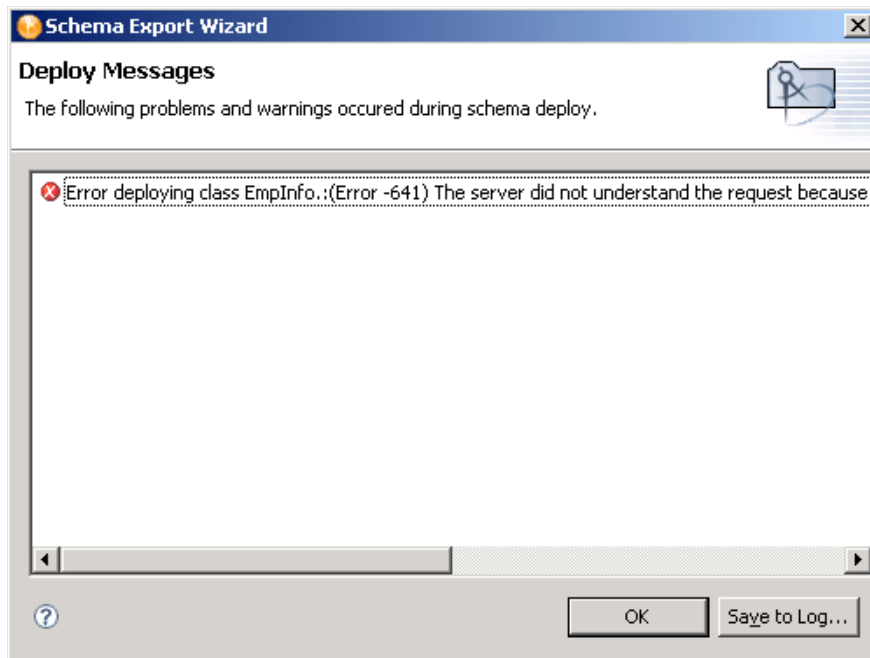 Schema Export Wizard
Deploy Messages
The following problems and warnings occured during schema deploy.
Error deploying class EmpInfo.:(Error -641) The server did not understand the request because
?
OK
Save to Log...